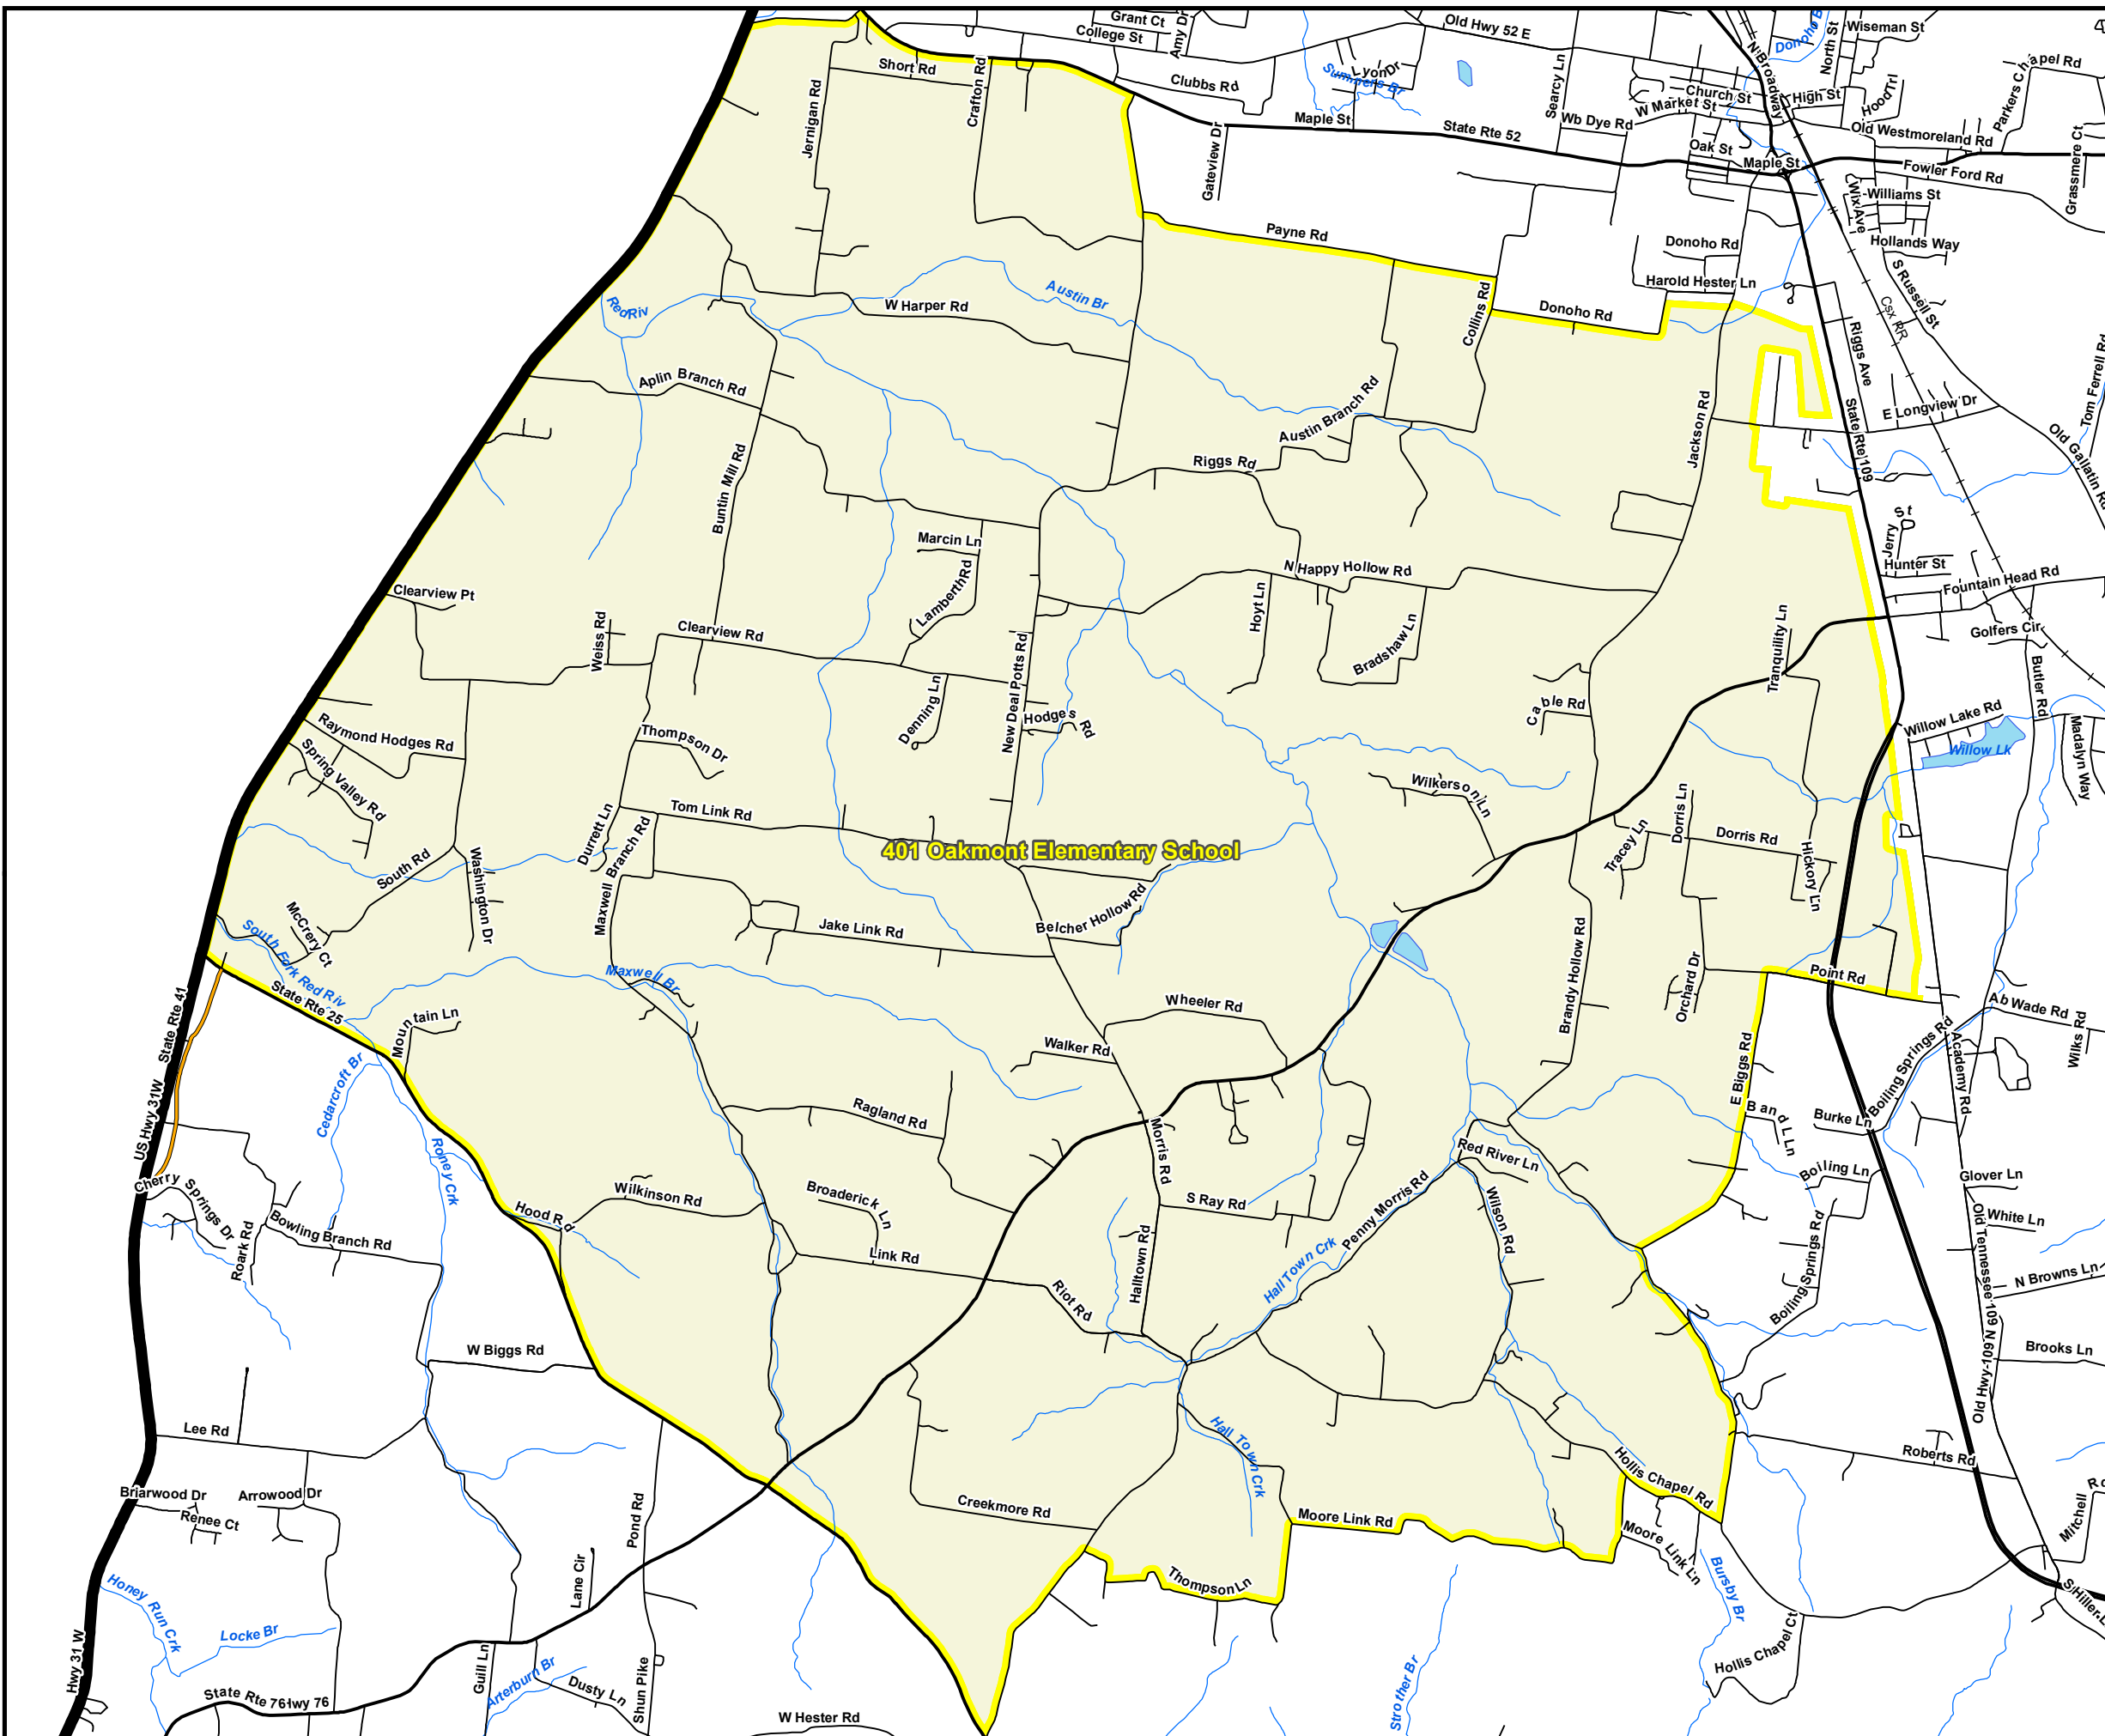 Grant Ct
College St
Amy Dr
Old Hwy 52 E
N Broadway
North St
Wiseman St
Short Rd
Crafton Rd
Jernigan Rd
Clubbs Rd
Lyon Dr
Sumners Br
Searcy Ln
Church St
W Market St
High St
Hood Trl
Parkers Chapel Rd
Maple St
State Rte 52
Wb Dye Rd
Old Westmoreland Rd
Oak St
Maple St
Fowler Ford Rd
Grassmere Ct
Gateview Dr
Williams St
Wix Ave
Payne Rd
Donoho Rd
Hollands Way
Harold Hester Ln
S Russell St
Csx RR
Red Riv
Austin Br
W Harper Rd
Collins Rd
Donoho Rd
Riggs Ave
Tom Ferrell Rd
Aplin Branch Rd
Austin Branch Rd
Jackson Rd
State Rte 109
E Longview Dr
Buntin Mill Rd
Riggs Rd
Marcin Ln
Lamberth Rd
Jerry St
Hunter St
Fountain Head Rd
Clearview Pt
N Happy Hollow Rd
Hoyt Ln
Bradshaw Ln
Weiss Rd
Clearview Rd
New Deal Potts Rd
Tranquility Ln
Golfers Cir
Butler Rd
Denning Ln
Hodges Rd
Cable Rd
Willow Lake Rd
Willow Lk
Madalyn Way
Raymond Hodges Rd
Spring Valley Rd
Thompson Dr
Wilkerson Ln
Durrett Ln
Tom Link Rd
Maxwell Branch Rd
401 Oakmont Elementary School
Tracey Ln
Dorris Ln
Dorris Rd
Hickory Ln
South Rd
Washington Dr
McCrery Ct
Jake Link Rd
Belcher Hollow Rd
Brandy Hollow Rd
South Fork Red Riv
State Rte 25
State Rte 41
Maxwell Br
Orchard Dr
Point Rd
Wheeler Rd
Walker Rd
Mountain Ln
Ab Wade Rd
Wilks Rd
Boiling Springs Rd
Academy Rd
E Biggs Rd
B and L Ln
Burke Ln
Cedarcroft Br
US Hwy 31W
Ragland Rd
Morris Rd
Roney Crk
Red River Ln
Boiling Ln
Glover Ln
Cherry Springs Dr
Wilkinson Rd
Broaderick Ln
S Ray Rd
Penny Morris Rd
Wilson Rd
White Ln
Hood Rd
Roark Rd
Bowling Branch Rd
Link Rd
Halltown Rd
Hall Town Crk
Boiling Springs Rd
Old Tennessee 109
N Browns Ln
Riot Rd
W Biggs Rd
Brooks Ln
Old Hwy 109 N
Lee Rd
Hall Town Crk
Hollis Chapel Rd
Roberts Rd
Briarwood Dr
Arrowood Dr
Renee Ct
Creekmore Rd
Moore Link Rd
Moore Link Ln
Mitchell
Pond Rd
Lane Cir
Thompson Ln
Bursby Br
Honey Run Crk
Locke Br
Hwy 31 W
Guill Ln
Arterburn Br
Dusty Ln
Shun Pike
Strother Br
Hollis Chapel Ct
W Hester Rd